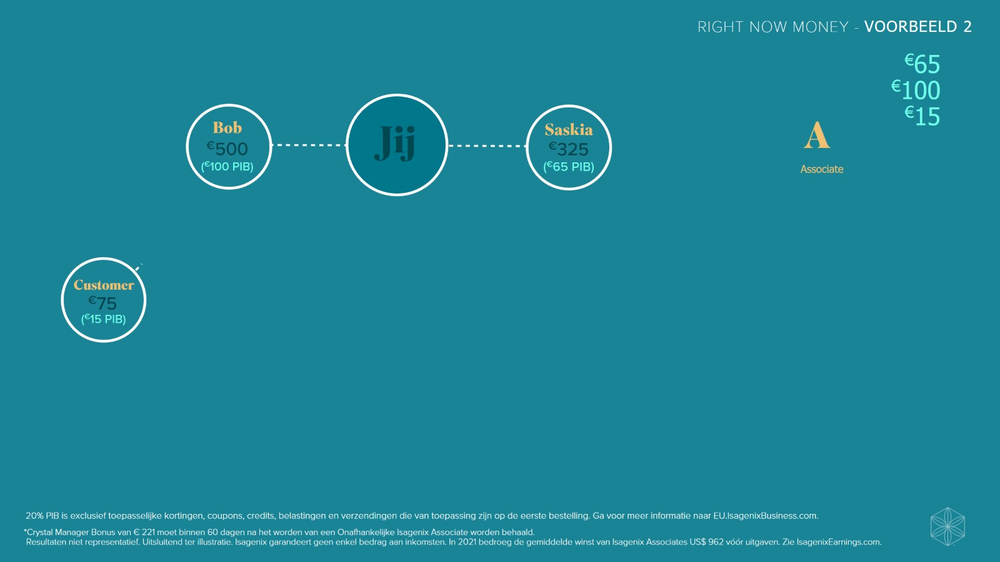 RIGHT NOW MONEY - VOORBEELD 2
€65
€100
€15
Bob
€500
(€100 PIB)
Jij
Saskia
€325
(€65 PIB)
A
Associate
Customer
€75
(€15 PIB)
20% PIB is exclusief toepasselijke kortingen, coupons, credits, belastingen en verzendingen die van toepassing zijn op de eerste bestelling. Ga voor meer informatie naar EU.IsagenixBusiness.com.
*Crystal Manager Bonus van € 221 moet binnen 60 dagen na het worden van een Onafhankelijke Isagenix Associate worden behaald.
Resultaten niet representatief. Uitsluitend ter illustratie. Isagenix garandeert geen enkel bedrag aan inkomsten. In 2021 bedroeg de gemiddelde winst van Isagenix Associates US$ 962 vóór uitgaven. Zie IsagenixEarnings.com.